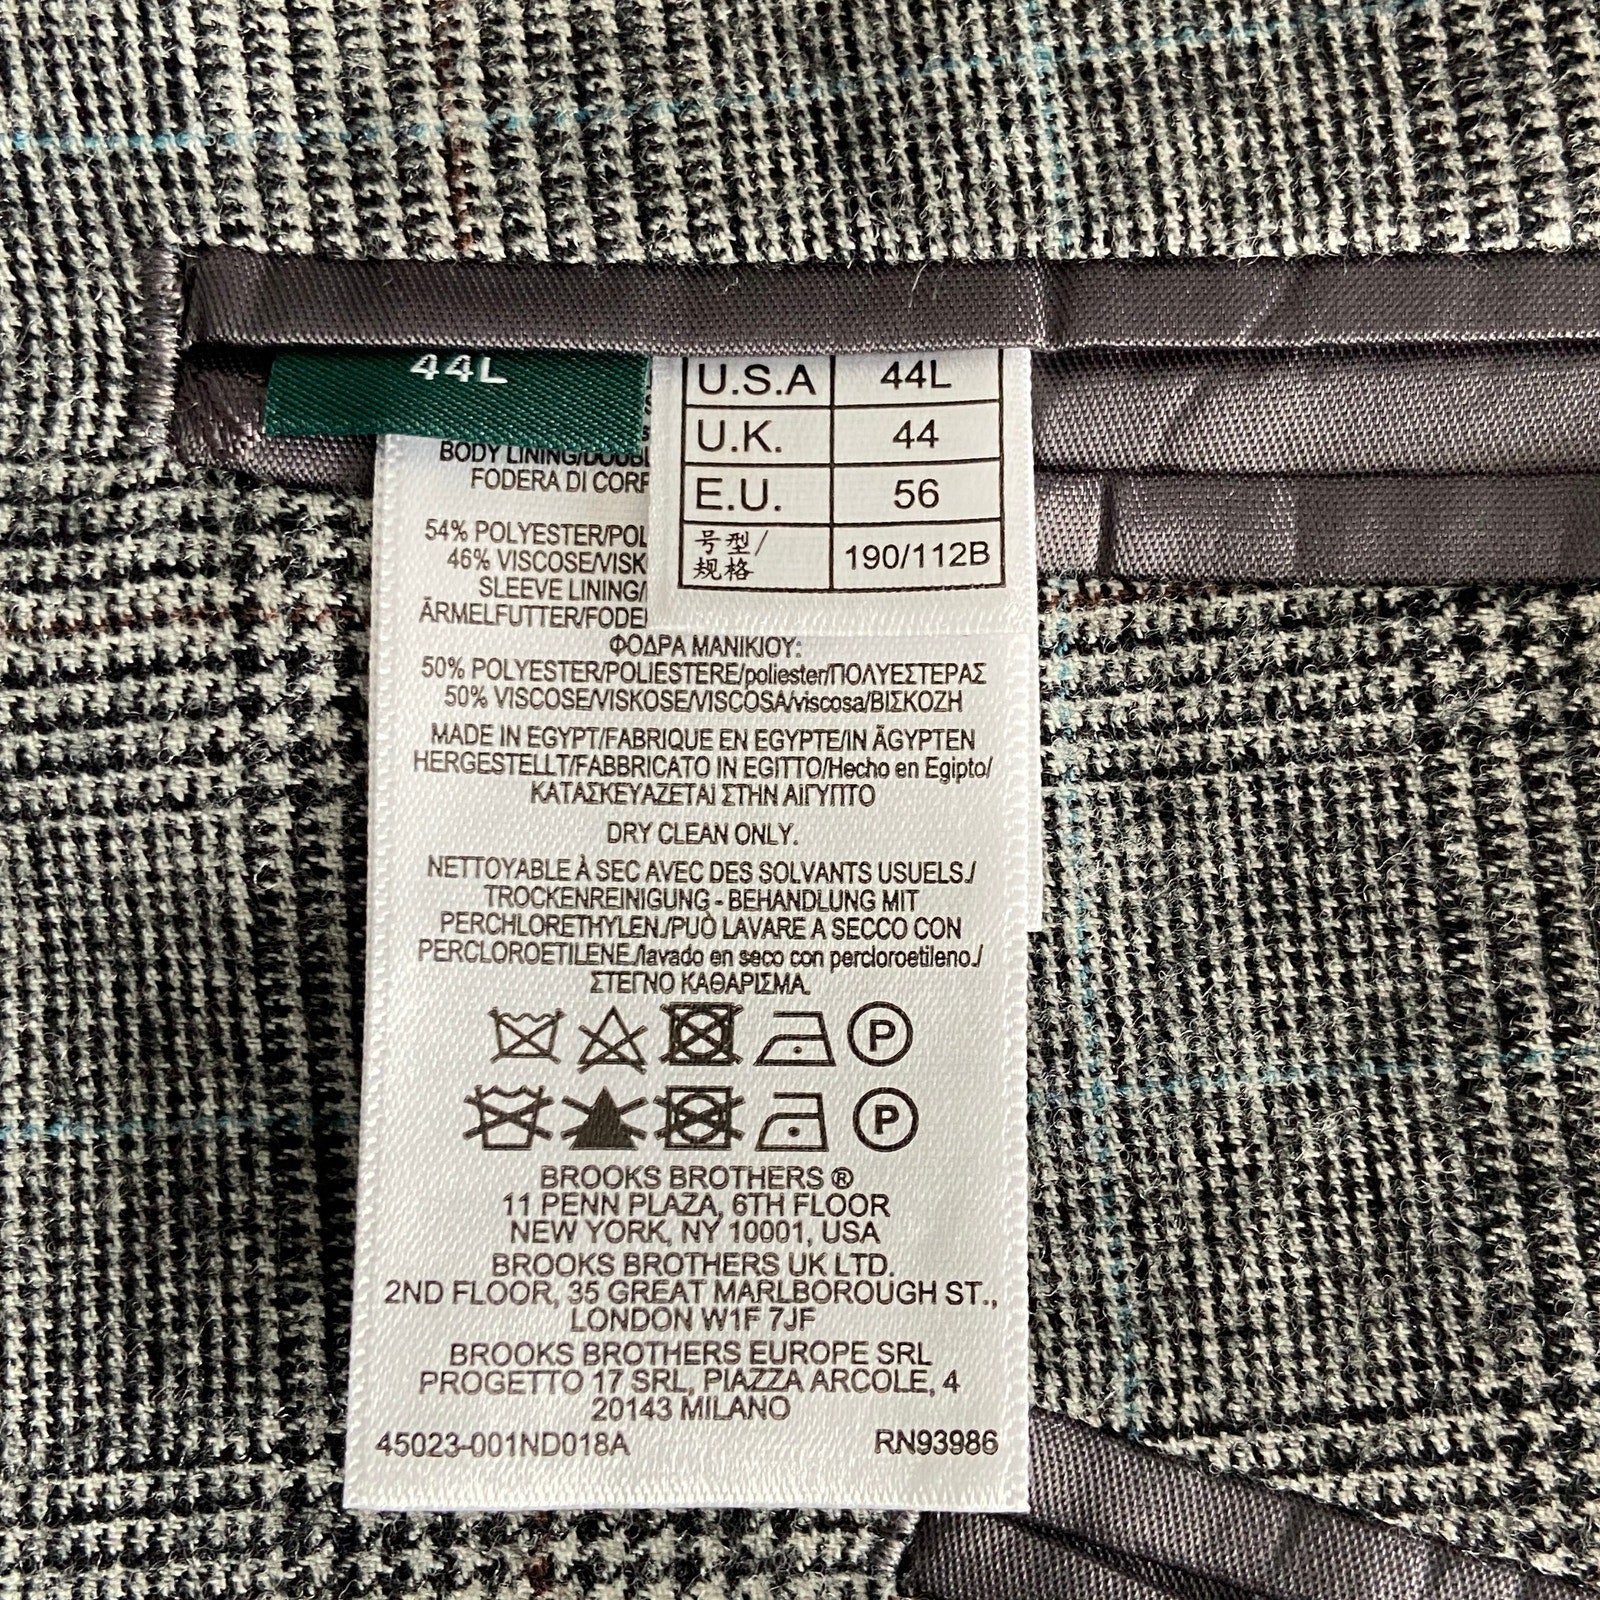 44L
U.S.A 44L
U.K. 44
E.U. 56
号型/规格 190/112B
BODY LINING/DOUBL
FODERA DI CORP
54% POLYESTER/POL
46% VISCOSE/VISK
SLEEVE LINING/
ÄRMELFUTTER/FODE
ΦΟΔΡΑ ΜΑΝΙΚΙΟΥ:
50% POLYESTER/POLIESTERE/poliester/ΠΟΛΥΕΣΤΕΡΑΣ
50% VISCOSE/VISKOSE/VISCOSA/viscosa/ΒΙΣΚΟΖΗ
MADE IN EGYPT/FABRIQUE EN EGYPTE/IN ÄGYPTEN
HERGESTELLT/FABBRICATO IN EGITTO/Hecho en Egipto/
ΚΑΤΑΣΚΕΥΑΖΕΤΑΙ ΣΤΗΝ ΑΙΓΥΠΤΟ
DRY CLEAN ONLY.
NETTOYABLE À SEC AVEC DES SOLVANTS USUELS./
TROCKENREINIGUNG - BEHANDLUNG MIT
PERCHLORETHYLEN./PUÒ LAVARE A SECCO CON
PERCLOROETILENE./lavado en seco con percloroetileno./
ΣΤΕΓΝΟ ΚΑΘΑΡΙΣΜΑ.
P
P
BROOKS BROTHERS ®
11 PENN PLAZA, 6TH FLOOR
NEW YORK, NY 10001, USA
BROOKS BROTHERS UK LTD.
2ND FLOOR, 35 GREAT MARLBOROUGH ST.,
LONDON W1F 7JF
BROOKS BROTHERS EUROPE SRL
PROGETTO 17 SRL, PIAZZA ARCOLE, 4
20143 MILANO
45023-001ND018A RN93986